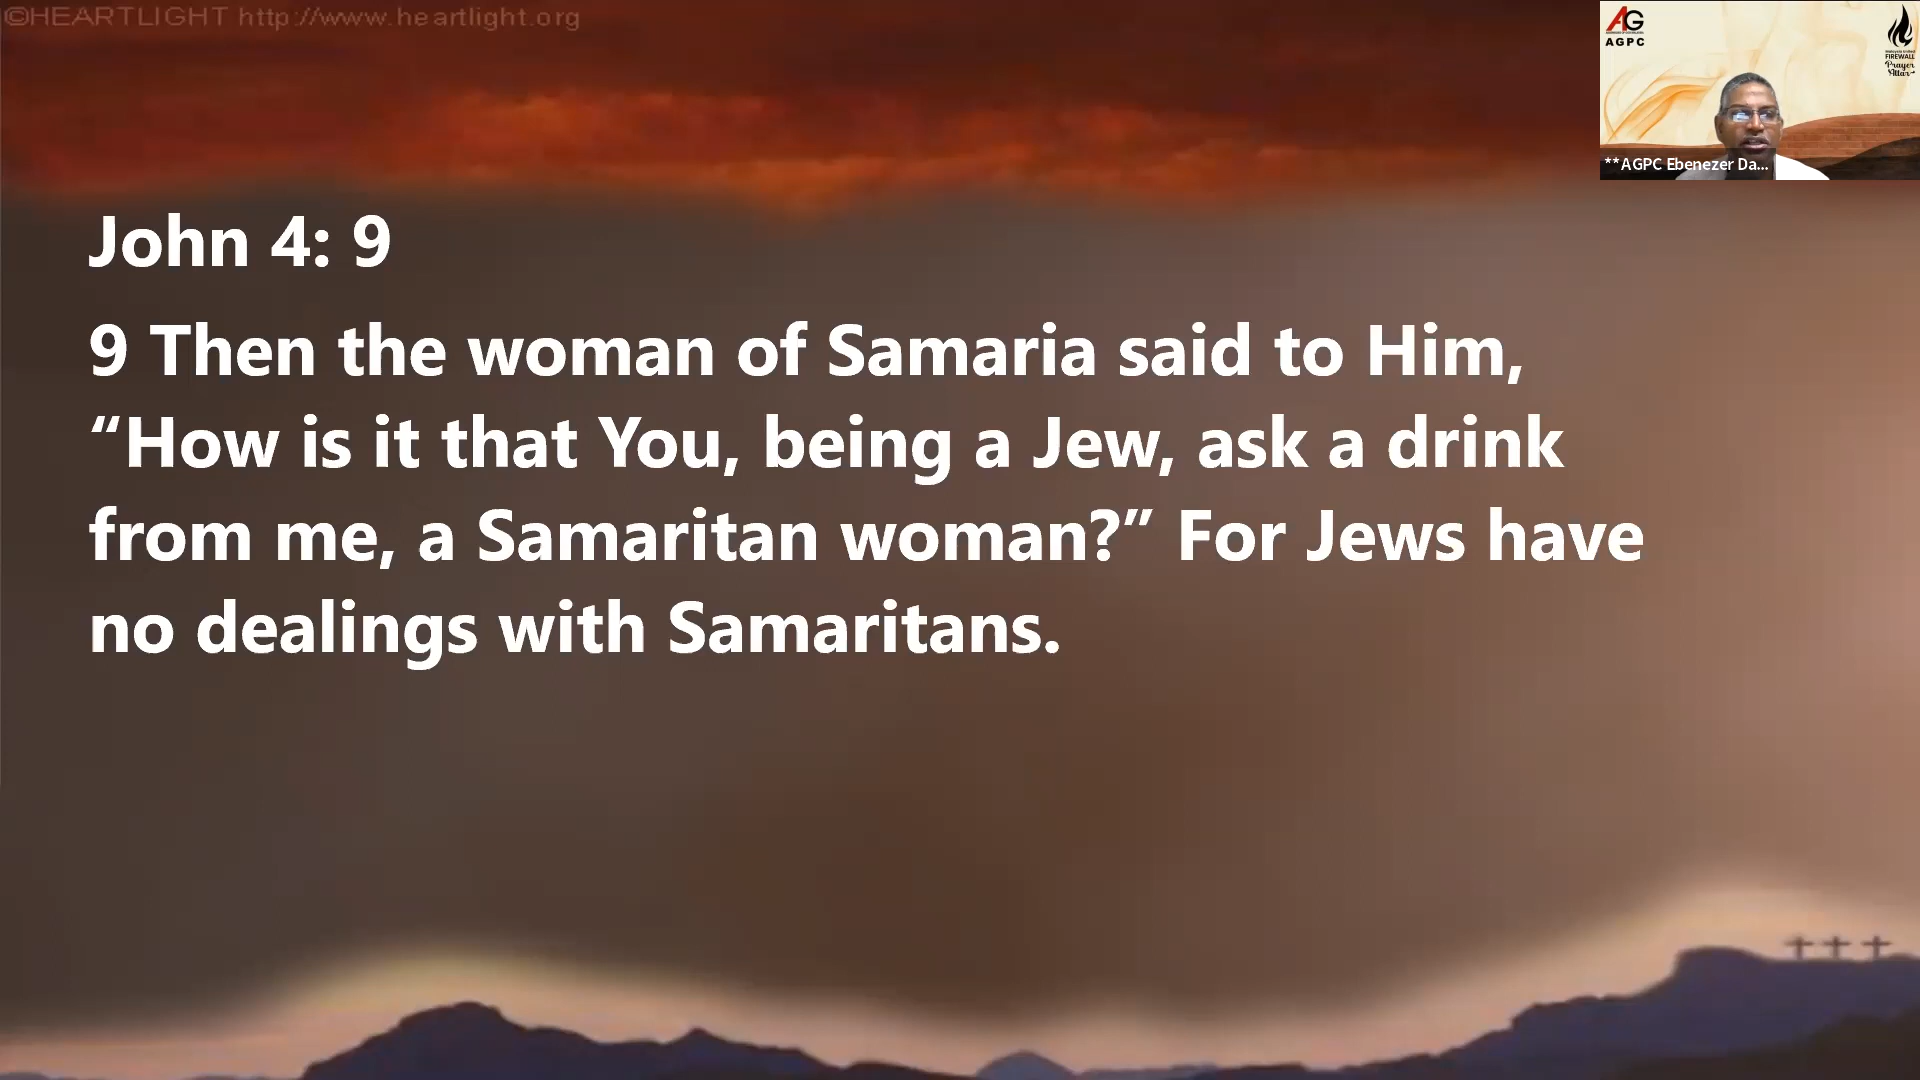 ©HEARTLIGHT http://www.heartlight.org
AG
AGPC
FIREWALL
Prayer
Altar
**AGPC Ebenezer Da...
John 4: 9
9 Then the woman of Samaria said to Him,
“How is it that You, being a Jew, ask a drink
from me, a Samaritan woman?” For Jews have
no dealings with Samaritans.